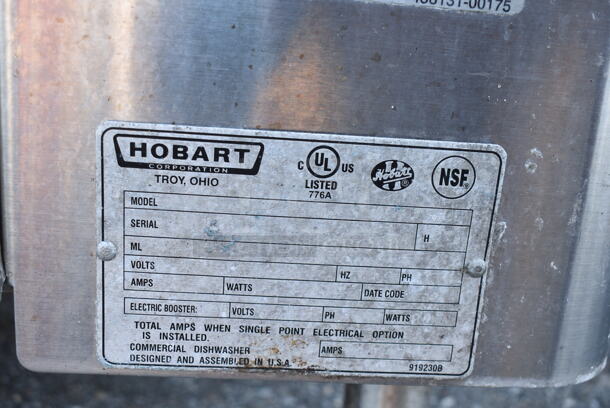 HOBART
CORPORATION
TROY, OHIO
C UL US
LISTED
776A
Hobart
NSF
MODEL
SERIAL
H
ML
VOLTS
HZ
PH
AMPS
WATTS
DATE CODE
ELECTRIC BOOSTER:
VOLTS
PH
WATTS
TOTAL AMPS WHEN SINGLE POINT ELECTRICAL OPTION
IS INSTALLED.
AMPS
COMMERCIAL DISHWASHER
DESIGNED AND ASSEMBLED IN U.S.A.
919230B